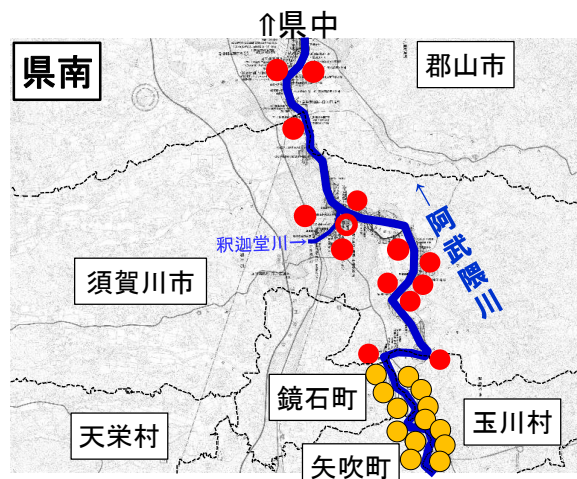 ⇑県中
県南
郡山市
←阿武隈川
釈迦堂川→
須賀川市
鏡石町
玉川村
天栄村
矢吹町